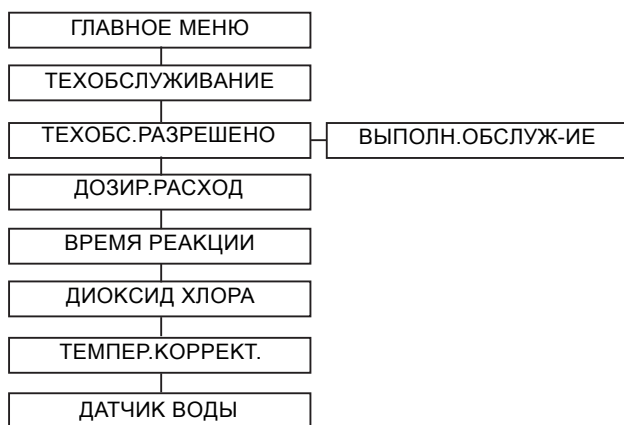 ГЛАВНОЕ МЕНЮ
ТЕХОБСЛУЖИВАНИЕ
ТЕХОБС.РАЗРЕШЕНО
ВЫПОЛН.ОБСЛУЖ-ИЕ
ДОЗИР.РАСХОД
ВРЕМЯ РЕАКЦИИ
ДИОКСИД ХЛОРА
ТЕМПЕР.КОРРЕКТ.
ДАТЧИК ВОДЫ